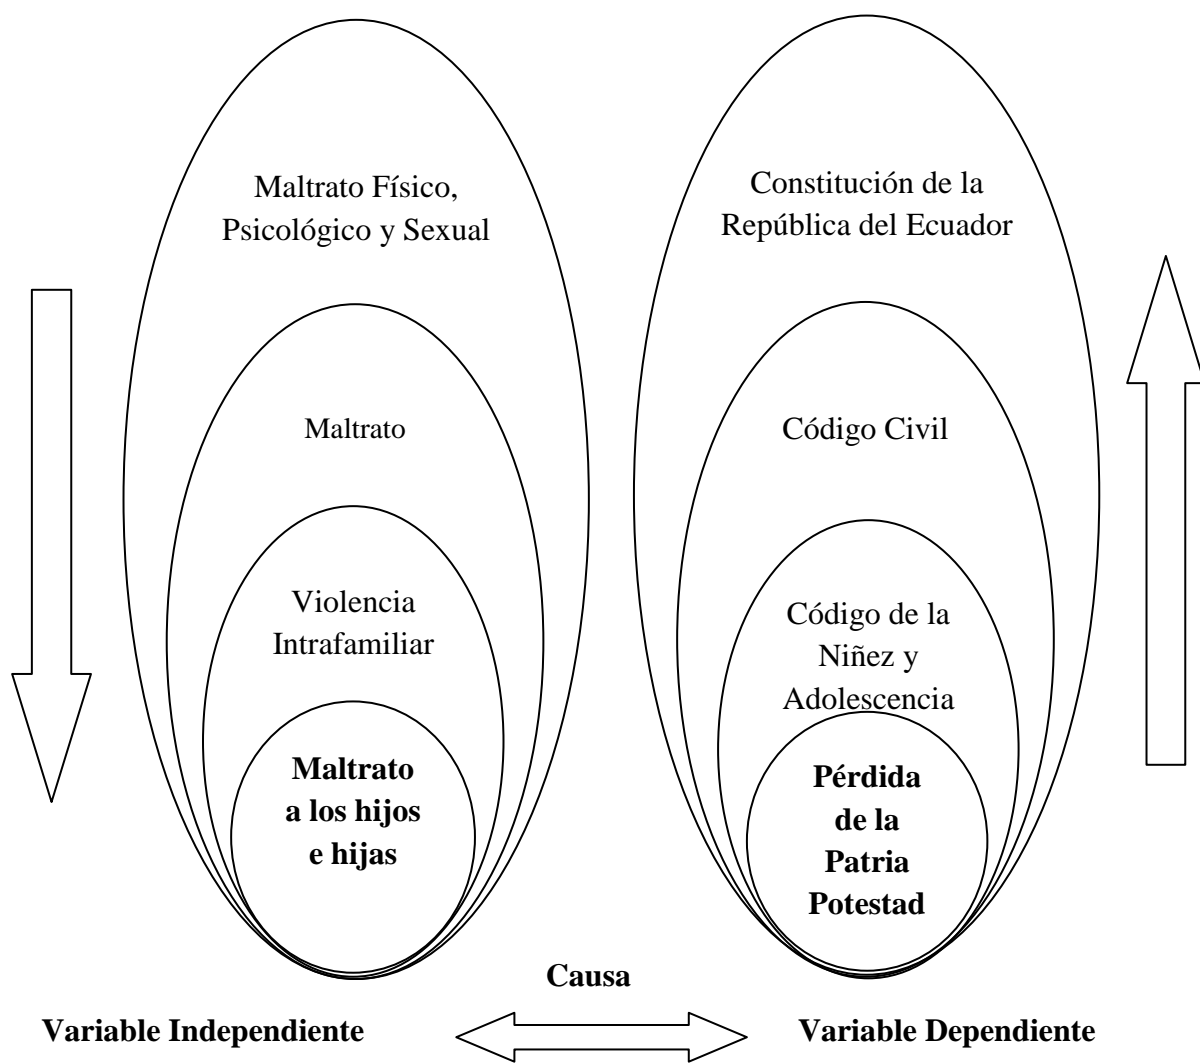 Maltrato Físico,
Psicológico y Sexual
Maltrato
Violencia
Intrafamiliar
Maltrato
a los hijos
e hijas
Constitución de la
República del Ecuador
Código Civil
Código de la
Niñez y
Adolescencia
Pérdida
de la
Patria
Potestad
Causa
Variable Independiente
Variable Dependiente